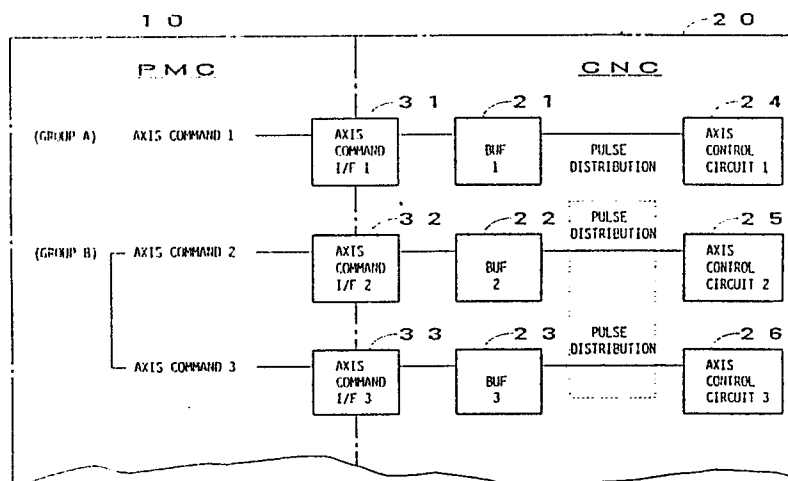 10 20
PMC CNC
31 21 24
(GROUP A) AXIS COMMAND 1
AXIS
COMMAND
I/F 1
BUF
1
PULSE
DISTRIBUTION
AXIS
CONTROL
CIRCUIT 1
32 22 25
(GROUP B) AXIS COMMAND 2
AXIS
COMMAND
I/F 2
BUF
2
PULSE
DISTRIBUTION
AXIS
CONTROL
CIRCUIT 2
33 23 26
AXIS COMMAND 3
AXIS
COMMAND
I/F 3
BUF
3
PULSE
DISTRIBUTION
AXIS
CONTROL
CIRCUIT 3